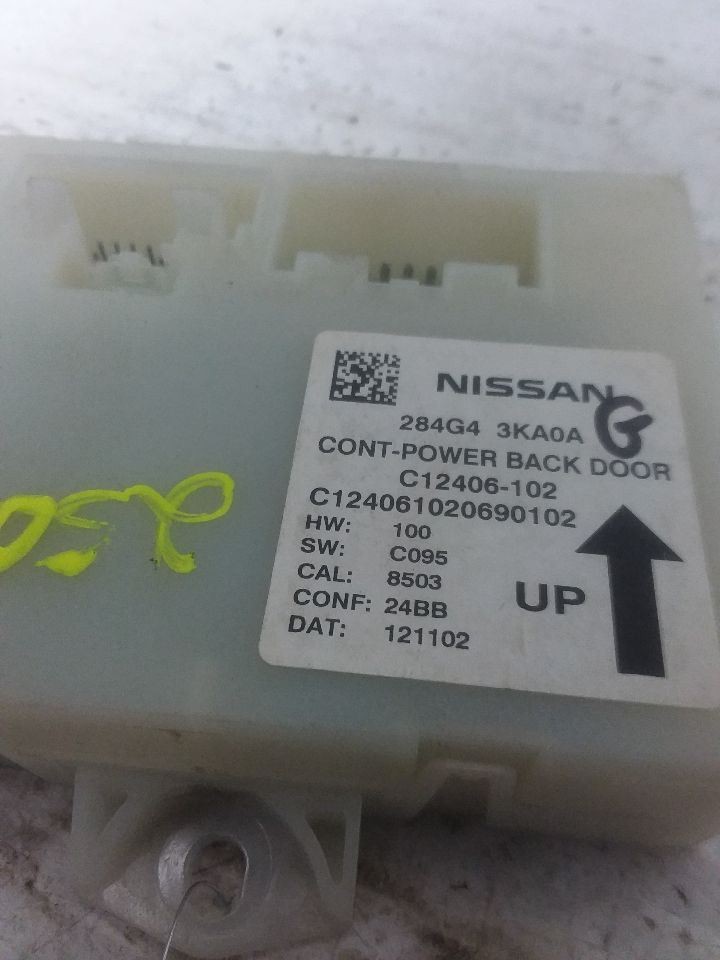 NISSAN
G
284G4 3KA0A
CONT-POWER BACK DOOR
C12406-102
C124061020690102
HW: 100
SW: C095
CAL: 8503
CONF: 24BB
DAT: 121102
UP